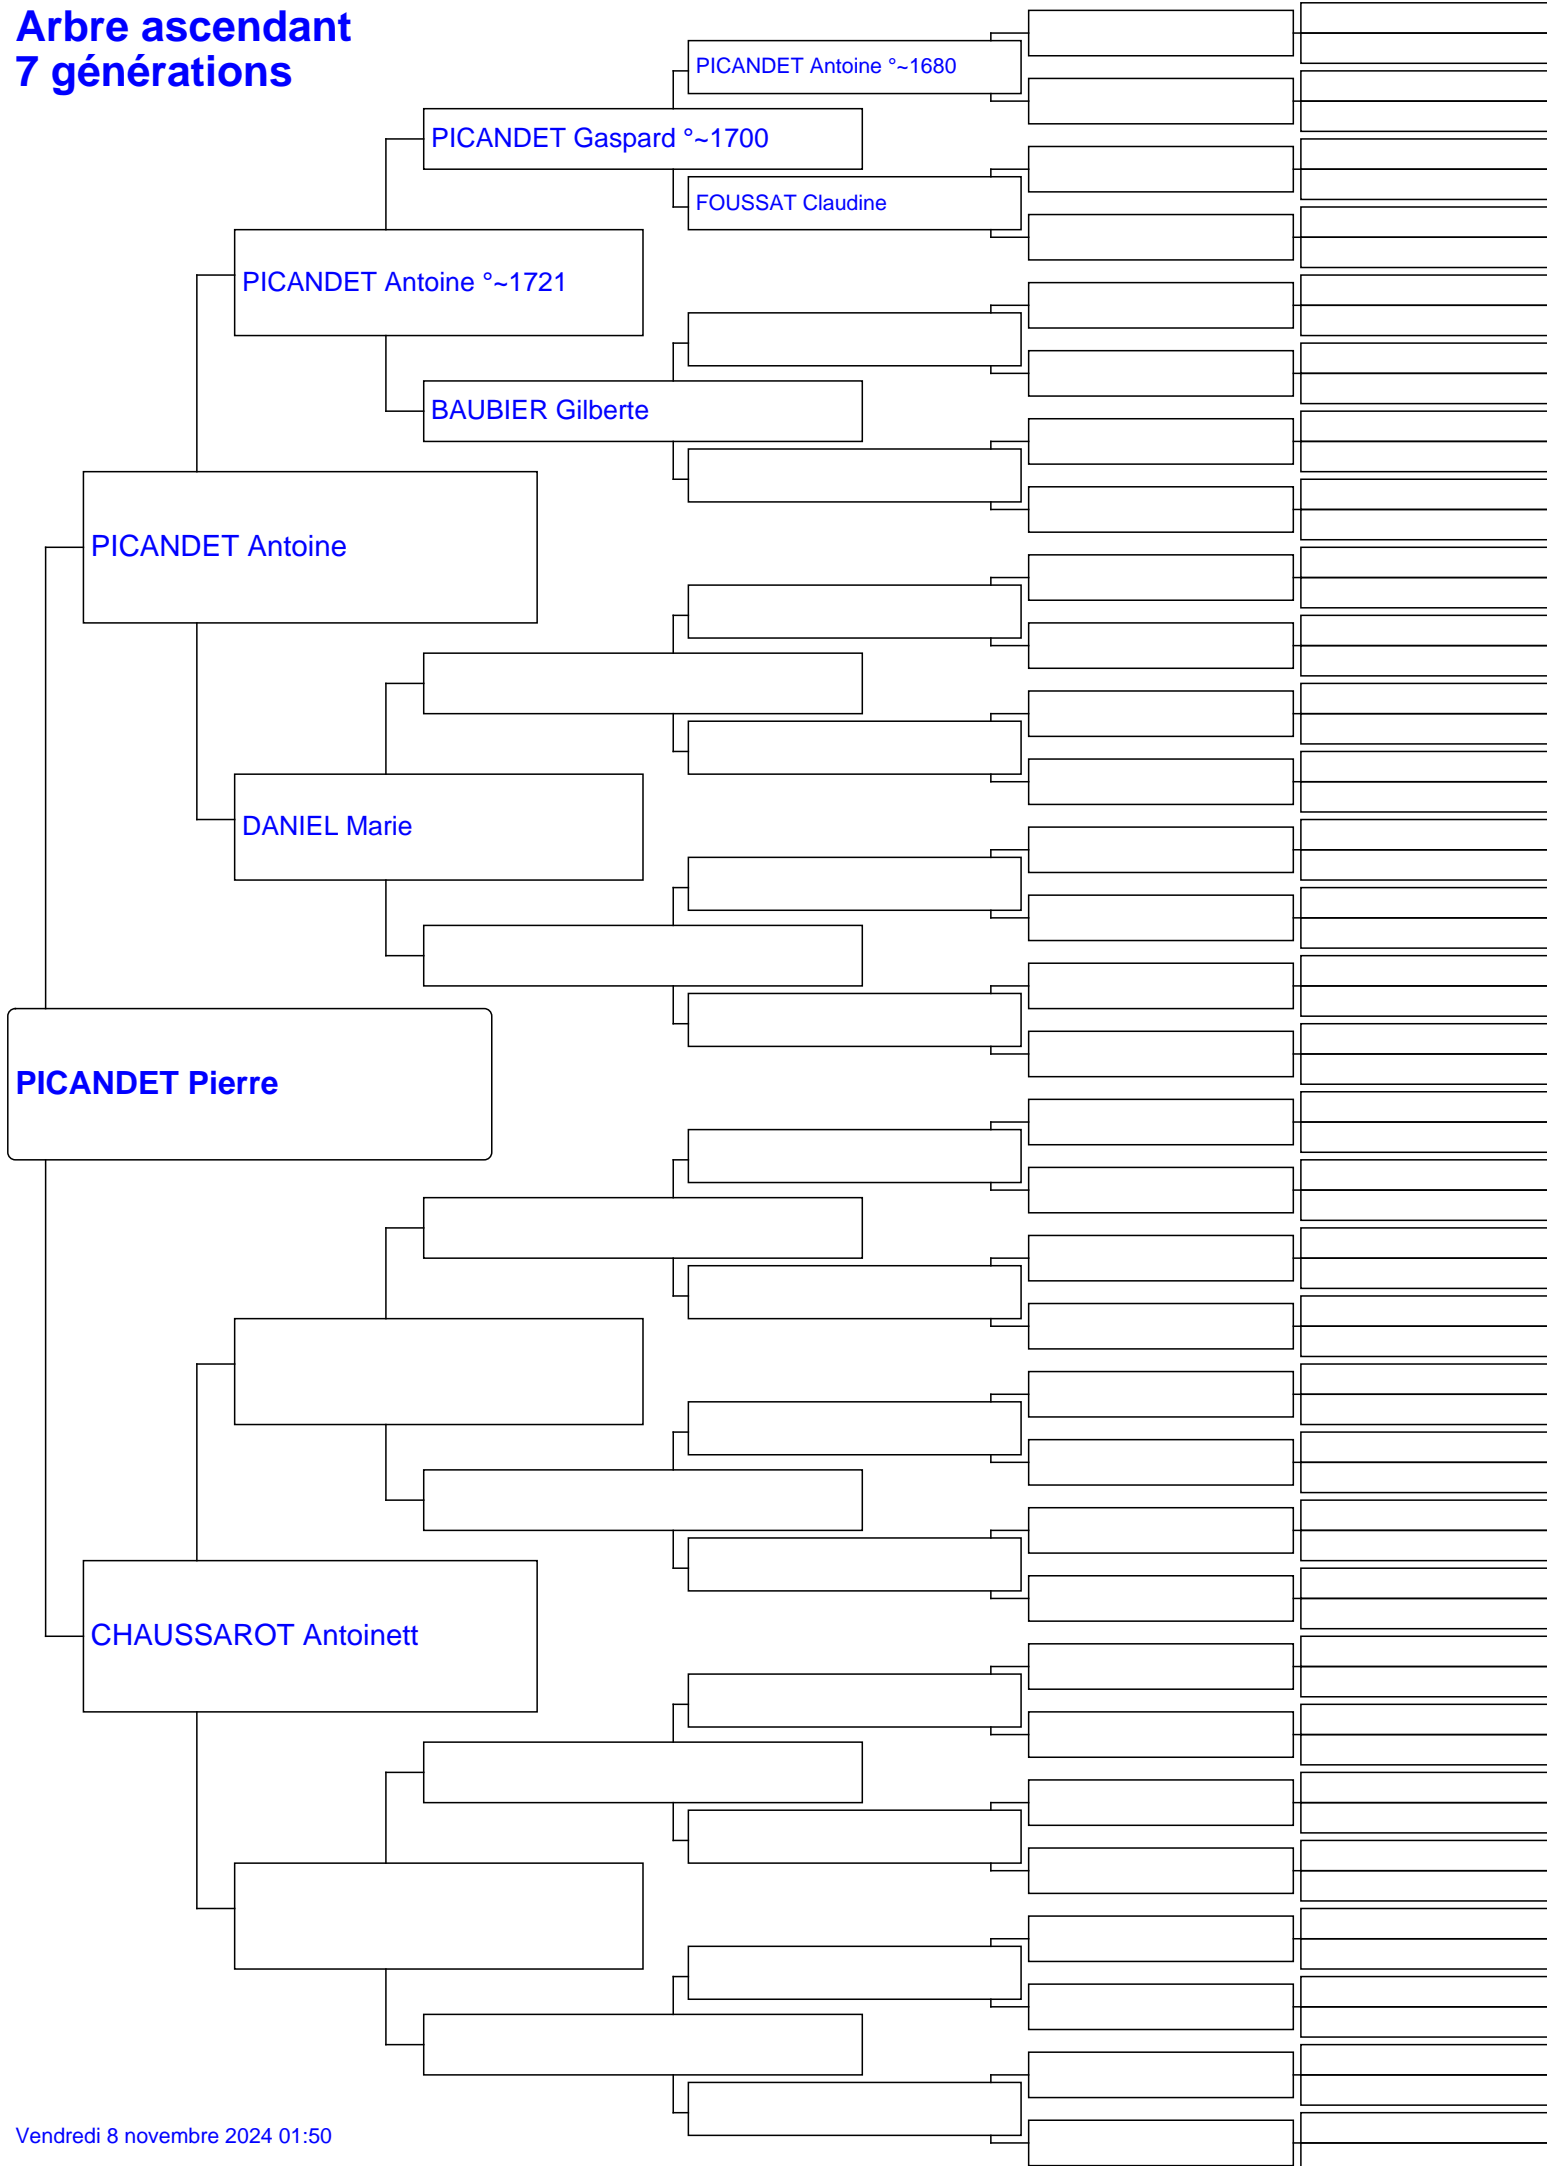 Arbre ascendant
7 générations
PICANDET Antoine °~1680
PICANDET Gaspard °~1700
FOUSSAT Claudine
PICANDET Antoine °~1721
BAUBIER Gilberte
PICANDET Antoine
DANIEL Marie
PICANDET Pierre
CHAUSSAROT Antoinett
Vendredi 8 novembre 2024 01:50